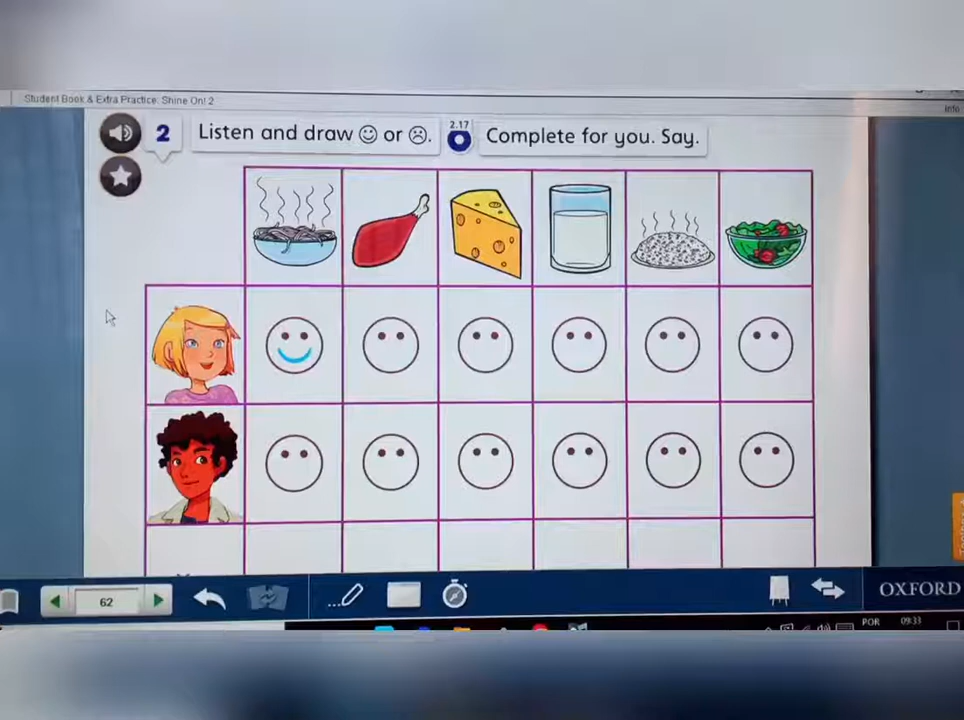 Student Book & Extra Practice: Shine On! 2
Info
2 Listen and draw ☺ or ☹. 2.17 Complete for you. Say.
62
OXFORD
POR 09:33